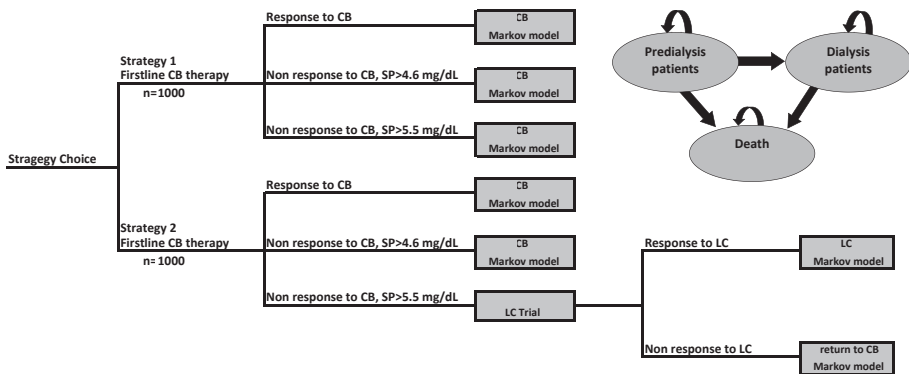 Response to CB
CB
Markov model
Strategy 1
Firstline CB therapy
n=1000
Non response to CB, SP>4.6 mg/dL
CB
Markov model
Non response to CB, SP>5.5 mg/dL
CB
Markov model
Predialysis
patients
Dialysis
patients
Death
Stragegy Choice
Response to CB
CB
Markov model
Strategy 2
Firstline CB therapy
n=1000
Non response to CB, SP>4.6 mg/dL
CB
Markov model
Non response to CB, SP>5.5 mg/dL
LC Trial
Response to LC
LC
Markov model
Non response to LC
return to CB
Markov model